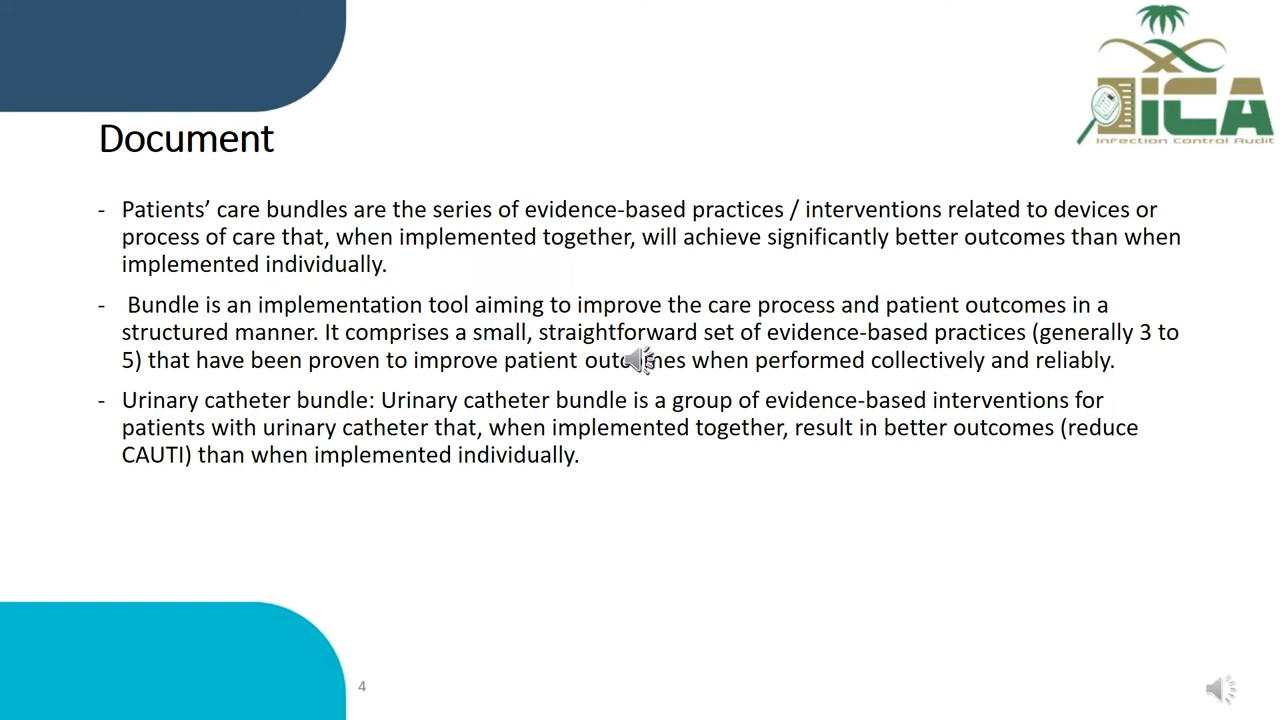 ICA
Infection Control Audit
Document
- Patients’ care bundles are the series of evidence-based practices / interventions related to devices or
process of care that, when implemented together, will achieve significantly better outcomes than when
implemented individually.
- Bundle is an implementation tool aiming to improve the care process and patient outcomes in a
structured manner. It comprises a small, straightforward set of evidence-based practices (generally 3 to
5) that have been proven to improve patient outcomes when performed collectively and reliably.
- Urinary catheter bundle: Urinary catheter bundle is a group of evidence-based interventions for
patients with urinary catheter that, when implemented together, result in better outcomes (reduce
CAUTI) than when implemented individually.
4